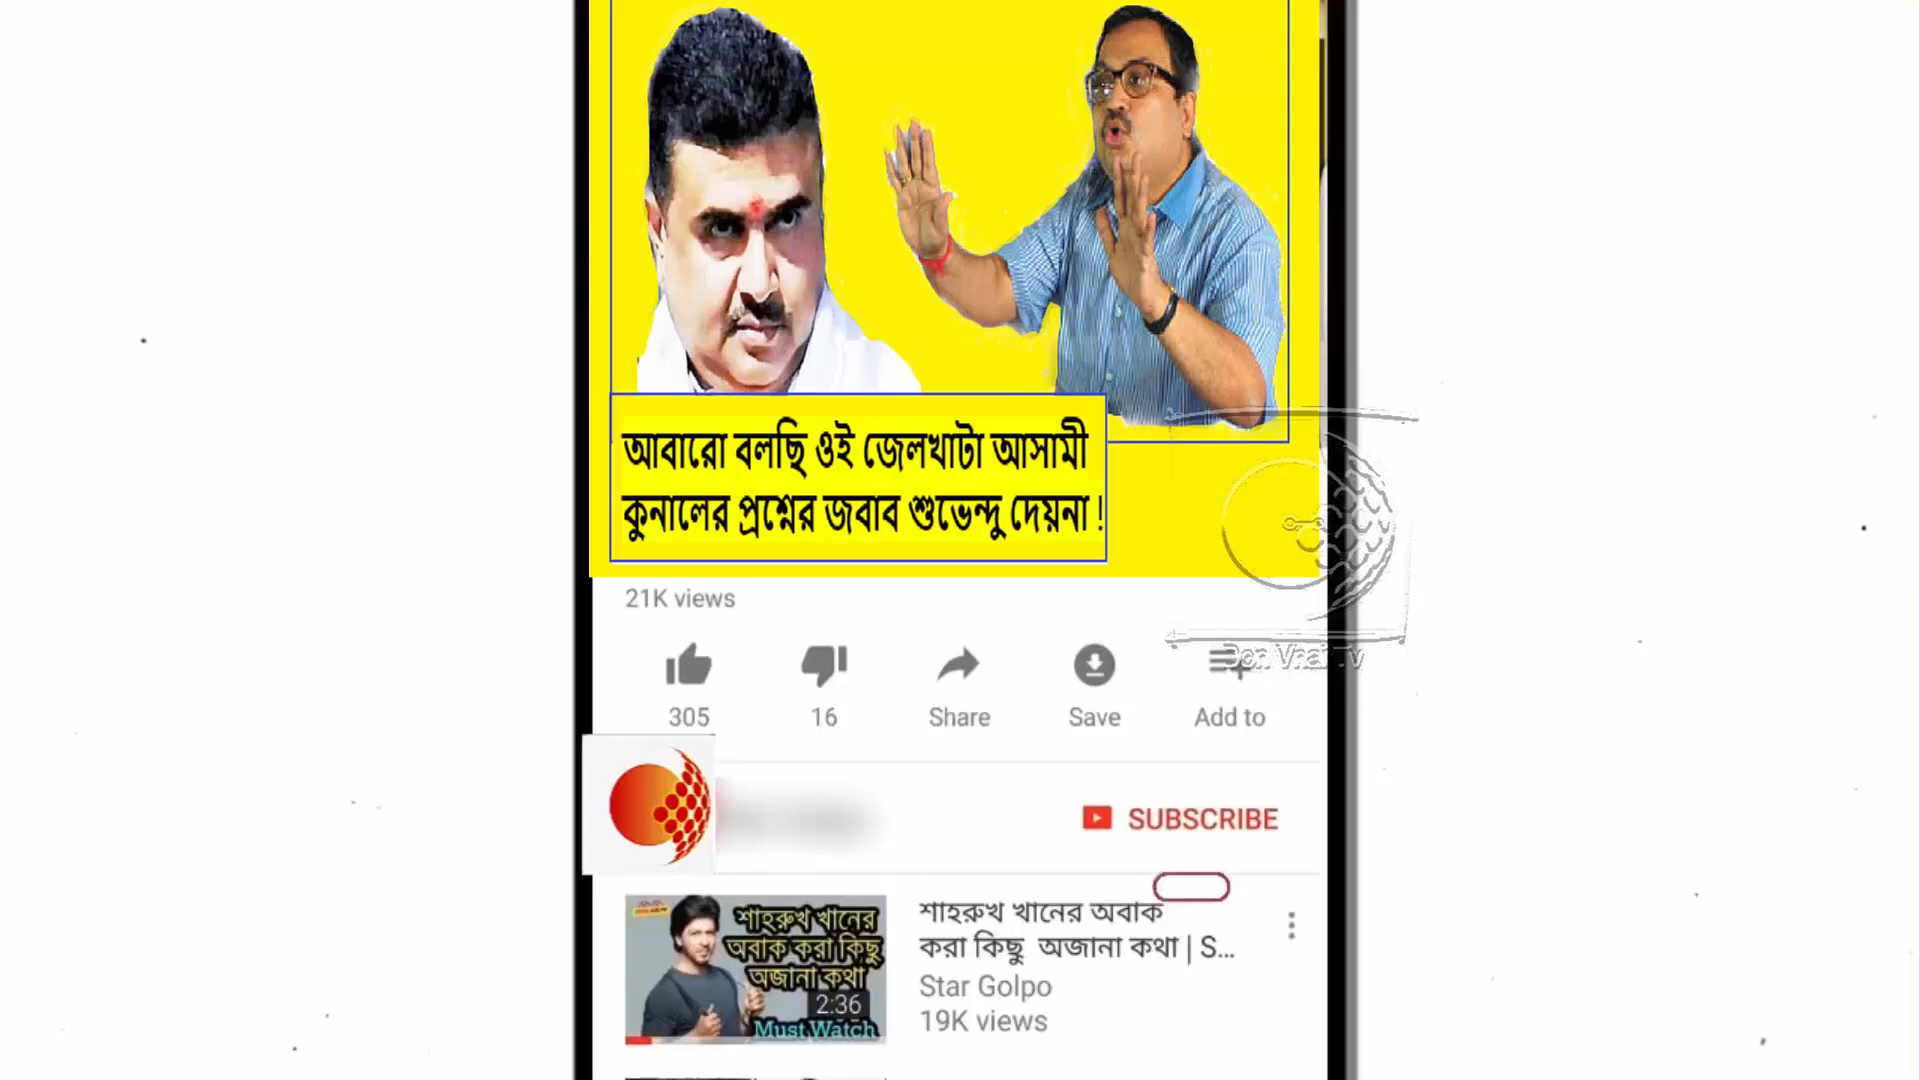 আবারো বলছি ওই জেলখাটা আসামী
কুনালের প্রশ্নের জবাব শুভেন্দু দেয়না !
21K views
305
16
Share
Save
Add to
SUBSCRIBE
শাহরুখ খানের
অবাক করা কিছু
অজানা কথা
2:36
Must Watch
শাহরুখ খানের অবাক
করা কিছু অজানা কথা | S...
Star Golpo
19K views